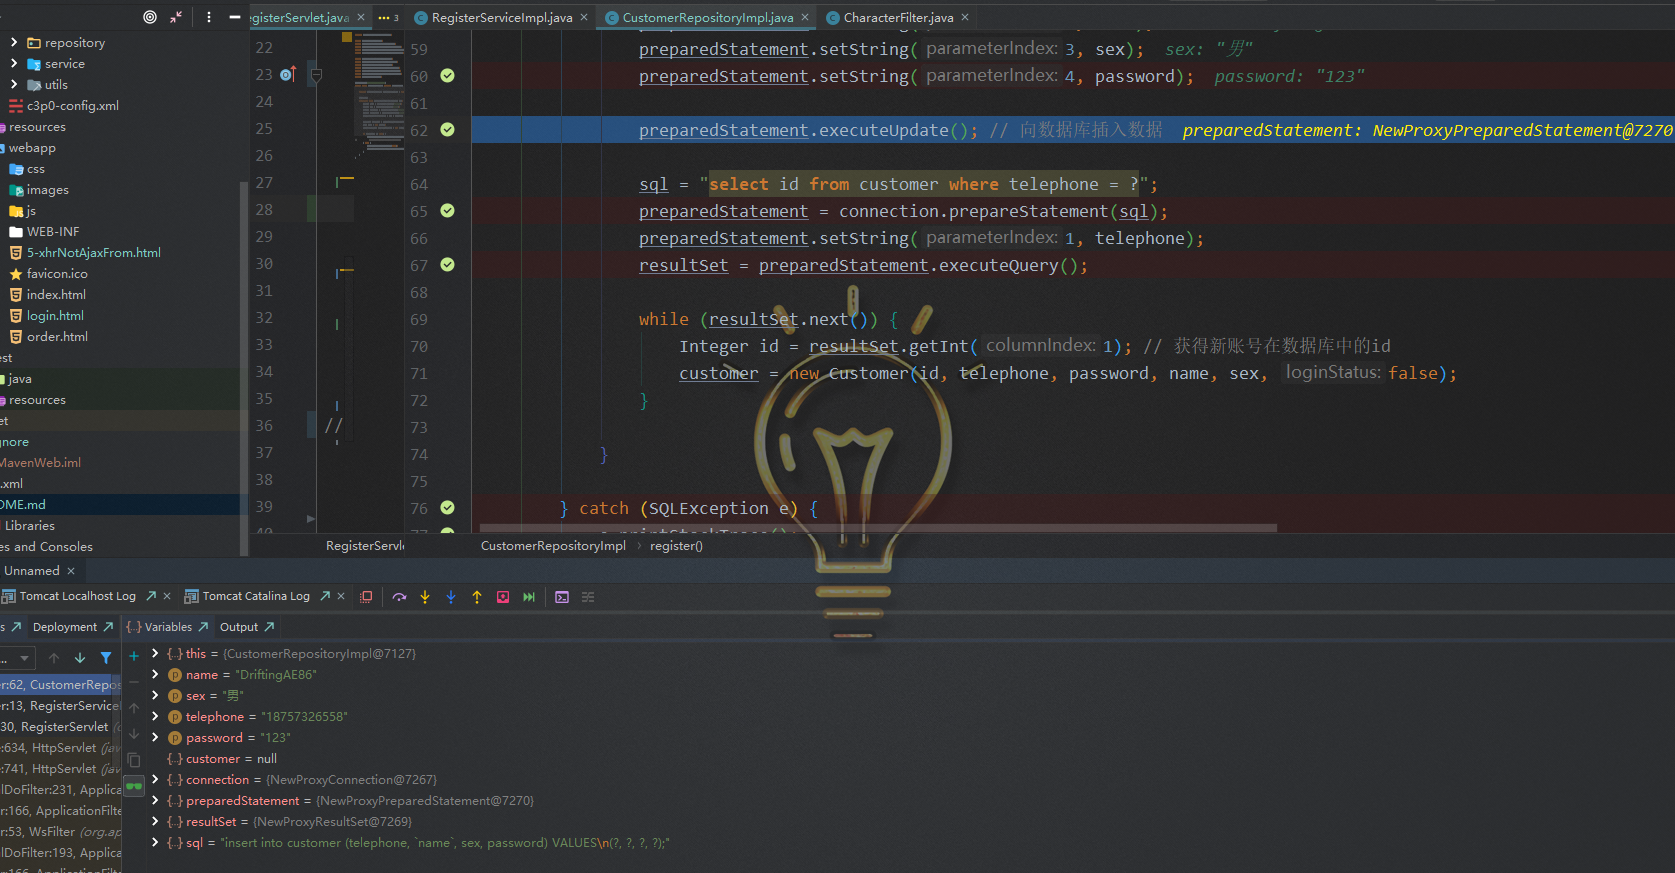 egisterServlet.java
3
RegisterServiceImpl.java
CustomerRepositoryImpl.java
CharacterFilter.java
repository
service
utils
c3p0-config.xml
resources
webapp
css
images
js
WEB-INF
5-xhrNotAjaxFrom.html
favicon.ico
index.html
login.html
order.html
est
java
resources
et
gnore
MavenWeb.iml
.xml
OME.md
Libraries
es and Consoles
22
23
24
25
26
27
28
29
30
31
32
33
34
35
36 //
37
38
39
40
59 preparedStatement.setString( parameterIndex: 3, sex); sex: "男"
60 preparedStatement.setString( parameterIndex: 4, password); password: "123"
61
62 preparedStatement.executeUpdate(); // 向数据库插入数据 preparedStatement: NewProxyPreparedStatement@7270
63
64 sql = "select id from customer where telephone = ?";
65 preparedStatement = connection.prepareStatement(sql);
66 preparedStatement.setString( parameterIndex: 1, telephone);
67 resultSet = preparedStatement.executeQuery();
68
69 while (resultSet.next()) {
70 Integer id = resultSet.getInt( columnIndex: 1); // 获得新账号在数据库中的id
71 customer = new Customer(id, telephone, password, name, sex, loginStatus: false);
72 }
73
74 }
75
76 } catch (SQLException e) {
77 e.printStackTrace();
RegisterServle
CustomerRepositoryImpl › register()
Unnamed
Tomcat Localhost Log
Tomcat Catalina Log
s
Deployment
Variables
Output
r:62, CustomerRepos
r:13, RegisterServiceI
30, RegisterServlet (
:634, HttpServlet (jav
:741, HttpServlet (jav
lDoFilter:231, Applica
r:166, ApplicationFilte
r:53, WsFilter (org.ap
lDoFilter:193, Applica
r:166, ApplicationFilte
this = {CustomerRepositoryImpl@7127}
name = "DriftingAE86"
sex = "男"
telephone = "18757326558"
password = "123"
customer = null
connection = {NewProxyConnection@7267}
preparedStatement = {NewProxyPreparedStatement@7270}
resultSet = {NewProxyResultSet@7269}
sql = "insert into customer (telephone, `name`, sex, password) VALUES\n(?, ?, ?, ?);"